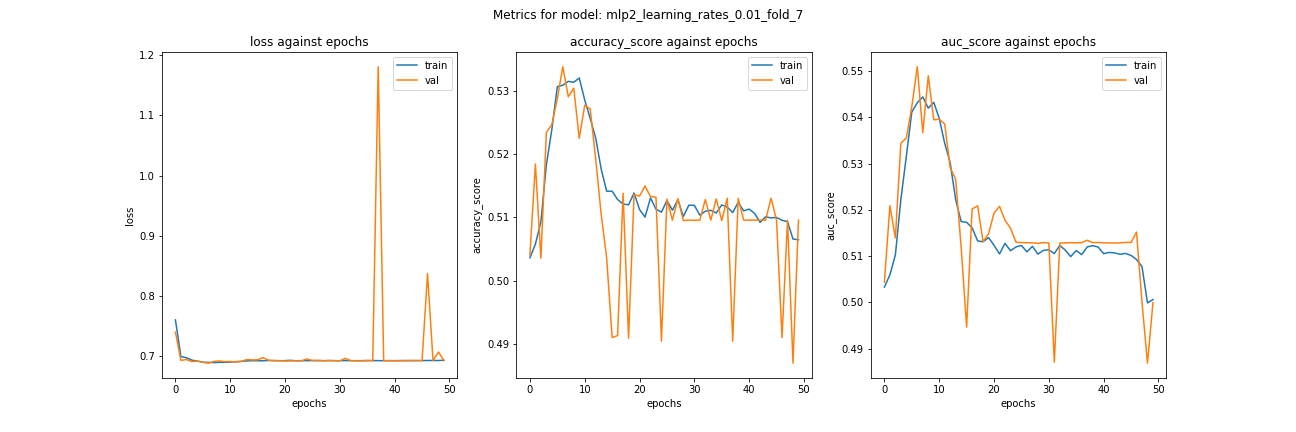 Metrics for model: mlp2_learning_rates_0.01_fold_7
loss against epochs
train
val
1.2
1.1
1.0
0.9
0.8
0.7
loss
0 10 20 30 40 50
epochs
accuracy_score against epochs
train
val
0.53
0.52
0.51
0.50
0.49
accuracy_score
0 10 20 30 40 50
epochs
auc_score against epochs
train
val
0.55
0.54
0.53
0.52
0.51
0.50
0.49
auc_score
0 10 20 30 40 50
epochs